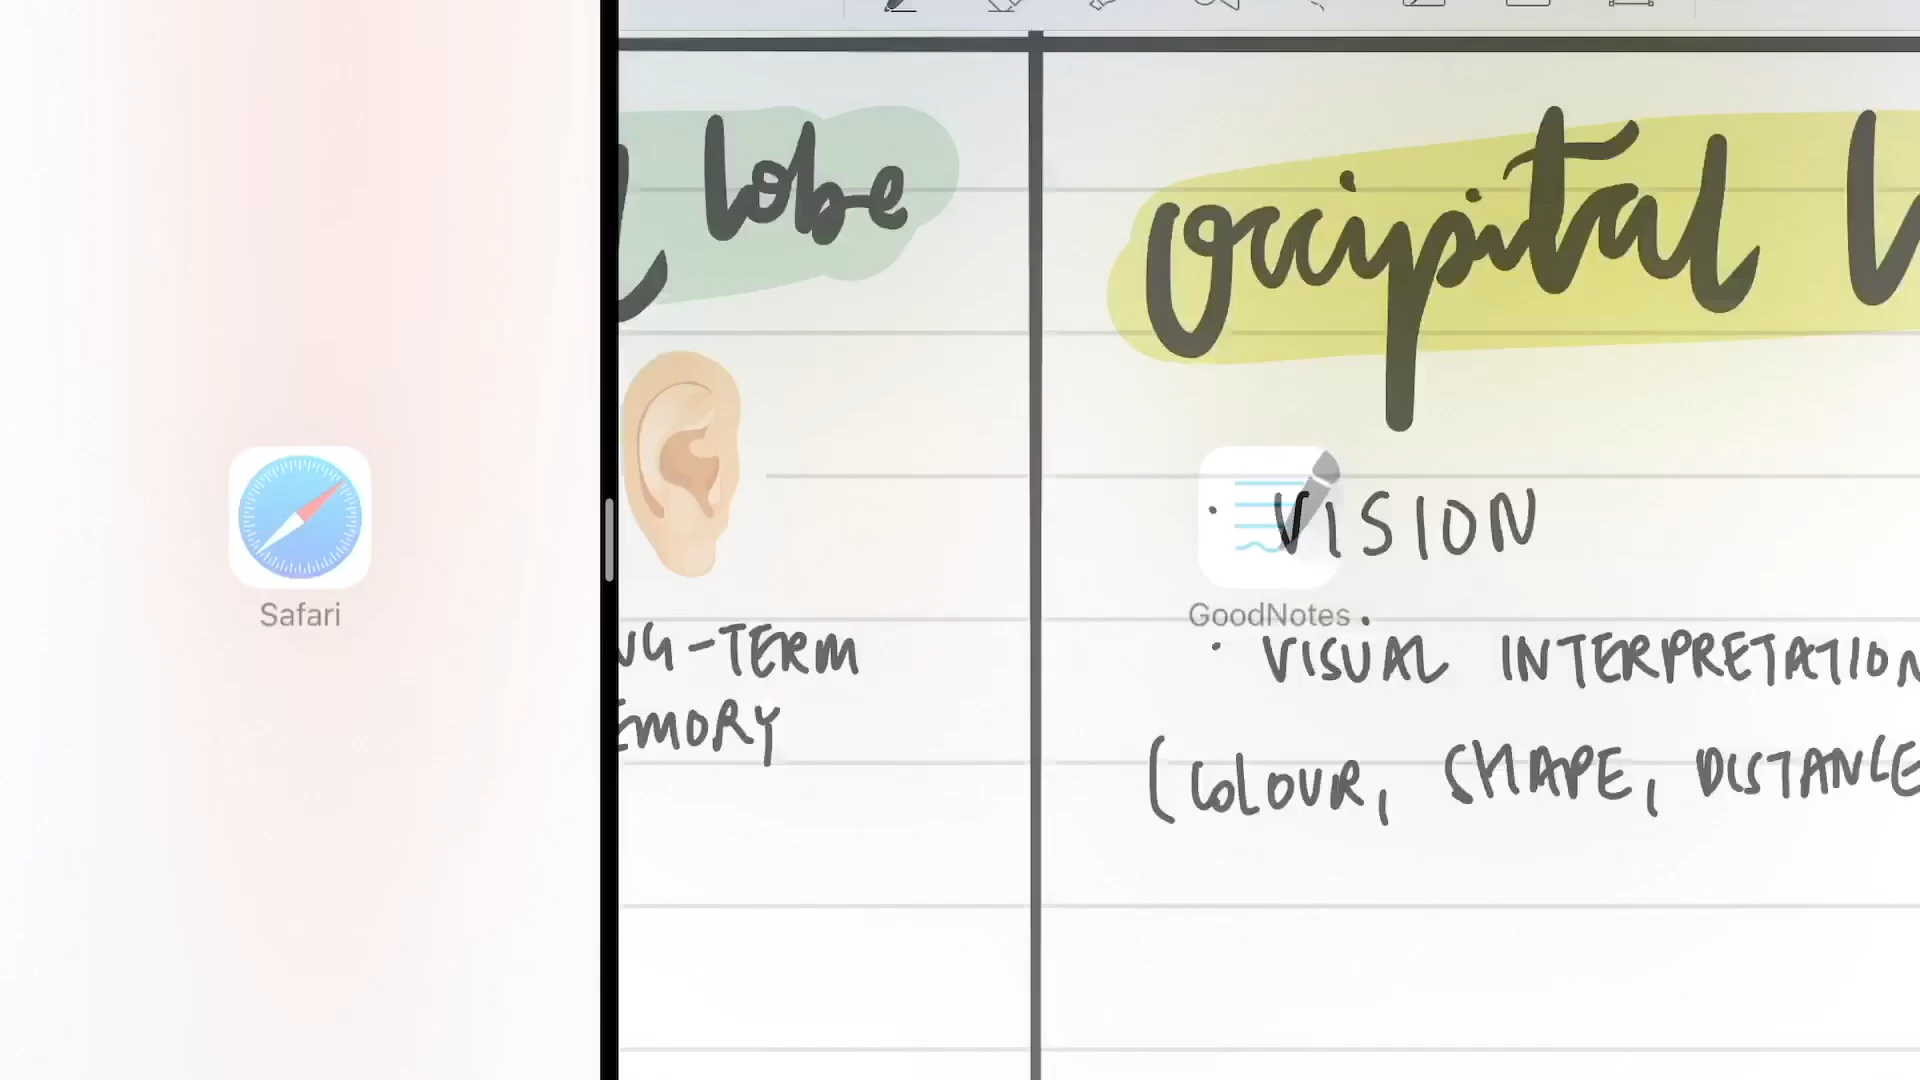 lobe
Occipital
VISION
GoodNotes
Safari
NG-TERM
VISUAL INTERPRETATION
EMORY
(COLOUR, SHAPE, DISTANCE